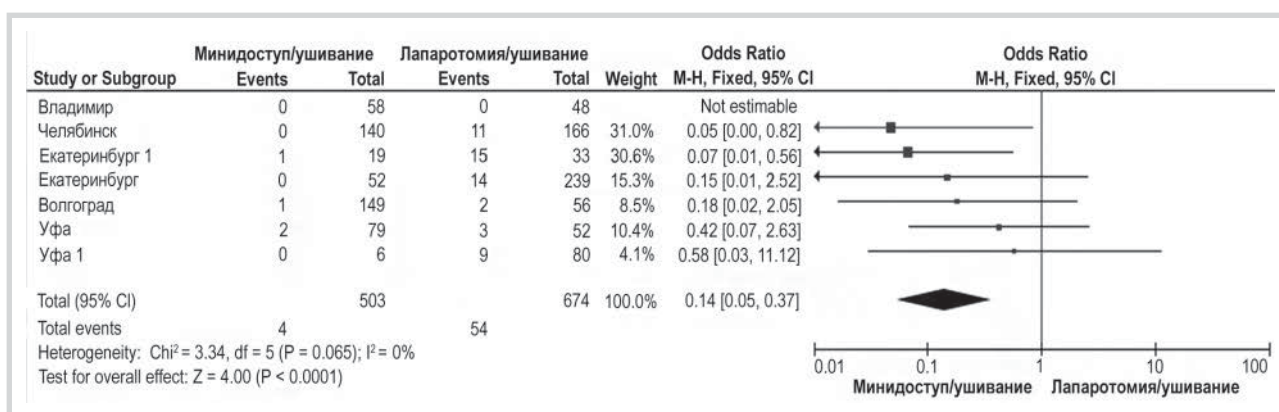 Минидоступ/ушивание Лапаротомия/ушивание Odds Ratio Odds Ratio
Study or Subgroup Events Total Events Total Weight M-H, Fixed, 95% CI M-H, Fixed, 95% CI
Владимир 0 58 0 48 Not estimable
Челябинск 0 140 11 166 31.0% 0.05 [0.00, 0.82]
Екатеринбург 1 1 19 15 33 30.6% 0.07 [0.01, 0.56]
Екатеринбург 0 52 14 239 15.3% 0.15 [0.01, 2.52]
Волгоград 1 149 2 56 8.5% 0.18 [0.02, 2.05]
Уфа 2 79 3 52 10.4% 0.42 [0.07, 2.63]
Уфа 1 0 6 9 80 4.1% 0.58 [0.03, 11.12]
Total (95% CI) 503 674 100.0% 0.14 [0.05, 0.37]
Total events 4 54
Heterogeneity: Chi² = 3.34, df = 5 (P = 0.065); I² = 0%
Test for overall effect: Z = 4.00 (P < 0.0001)
0.01 0.1 1 10 100
Минидоступ/ушивание Лапаротомия/ушивание